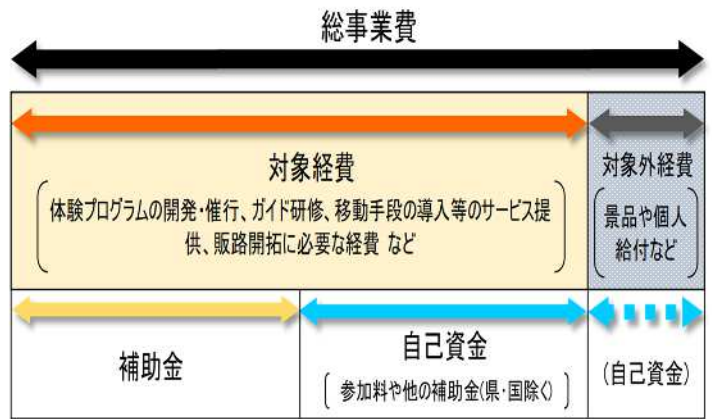 総事業費
対象経費
体験プログラムの開発・催行、ガイド研修、移動手段の導入等のサービス提
供、販路開拓に必要な経費 など
対象外経費
景品や個人
給付など
補助金
自己資金
参加料や他の補助金(県・国除く)
(自己資金)